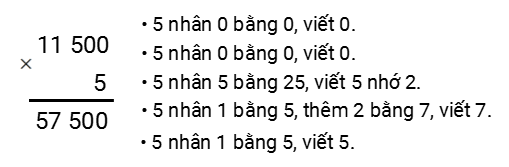 11 500
×
5
57 500
• 5 nhân 0 bằng 0, viết 0.
• 5 nhân 0 bằng 0, viết 0.
• 5 nhân 5 bằng 25, viết 5 nhớ 2.
• 5 nhân 1 bằng 5, thêm 2 bằng 7, viết 7.
• 5 nhân 1 bằng 5, viết 5.